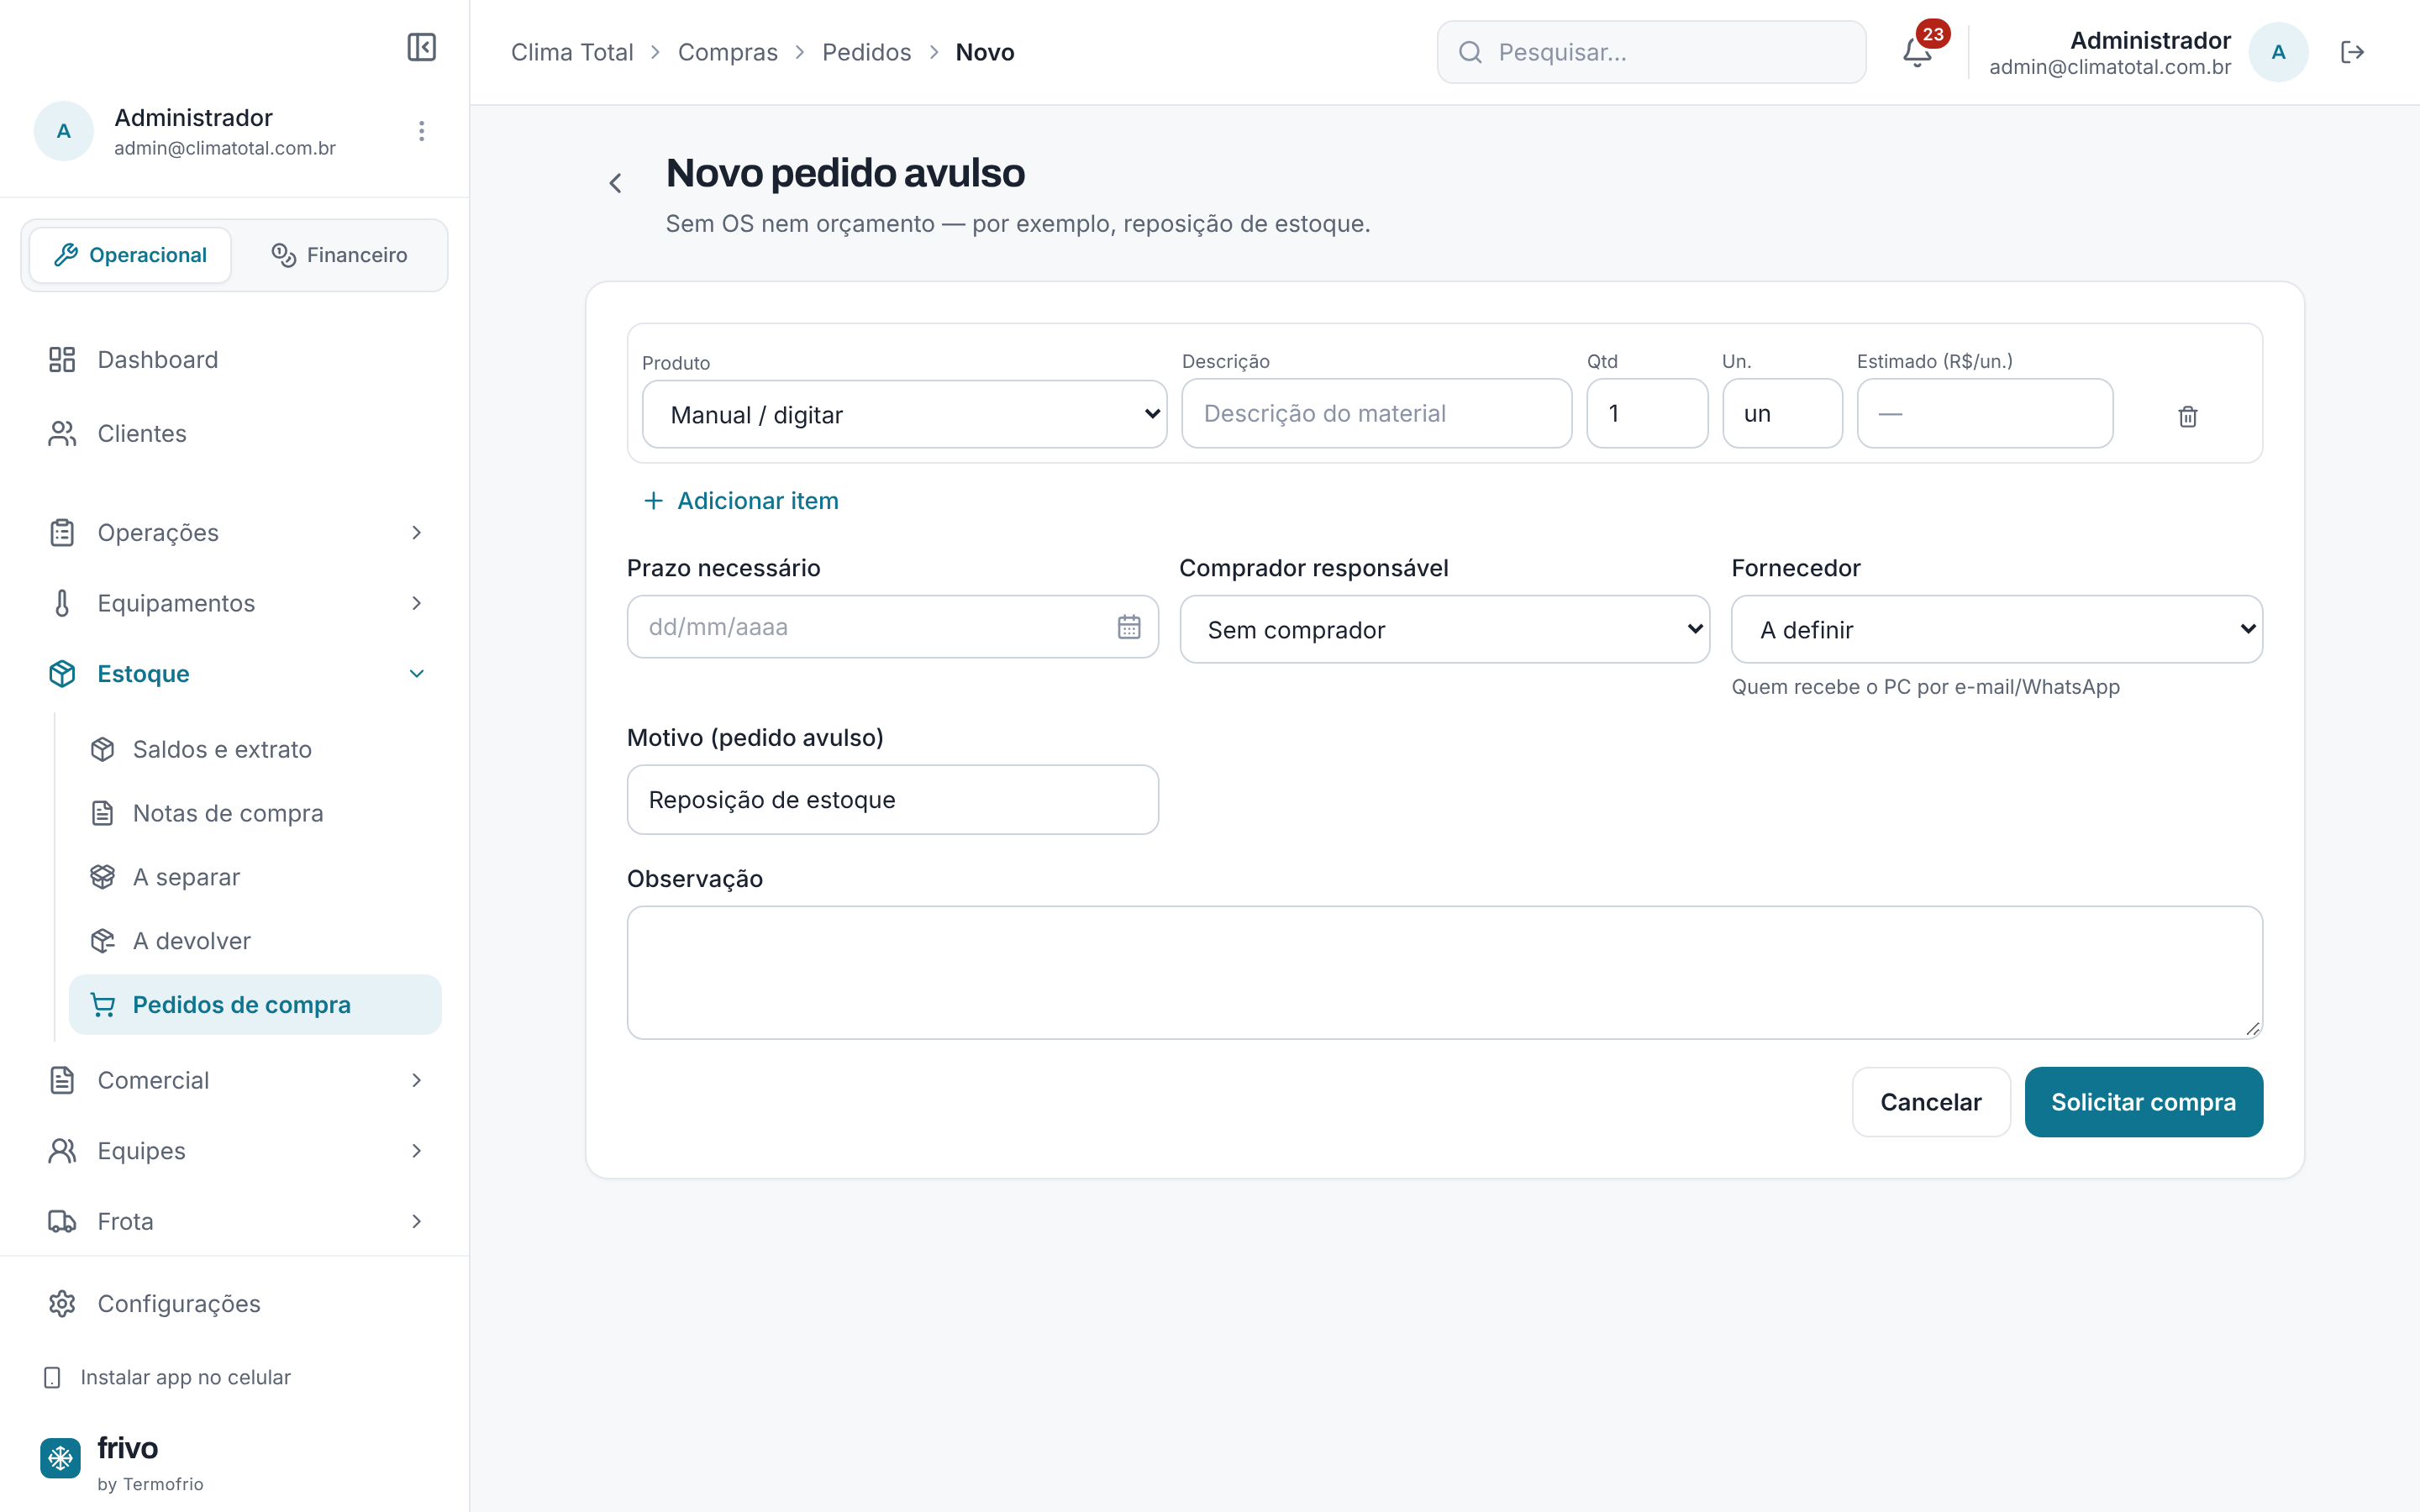 Clima Total > Compras > Pedidos > Novo
Pesquisar...
23
Administrador
admin@climatotal.com.br
A
A
Administrador
admin@climatotal.com.br
Operacional
Financeiro
Dashboard
Clientes
Operações
Equipamentos
Estoque
Saldos e extrato
Notas de compra
A separar
A devolver
Pedidos de compra
Comercial
Equipes
Frota
Configurações
Instalar app no celular
frivo
by Termofrio
Novo pedido avulso
Sem OS nem orçamento — por exemplo, reposição de estoque.
Produto
Manual / digitar
Descrição
Descrição do material
Qtd
1
Un.
un
Estimado (R$/un.)
—
+ Adicionar item
Prazo necessário
dd/mm/aaaa
Comprador responsável
Sem comprador
Fornecedor
A definir
Quem recebe o PC por e-mail/WhatsApp
Motivo (pedido avulso)
Reposição de estoque
Observação
Cancelar
Solicitar compra